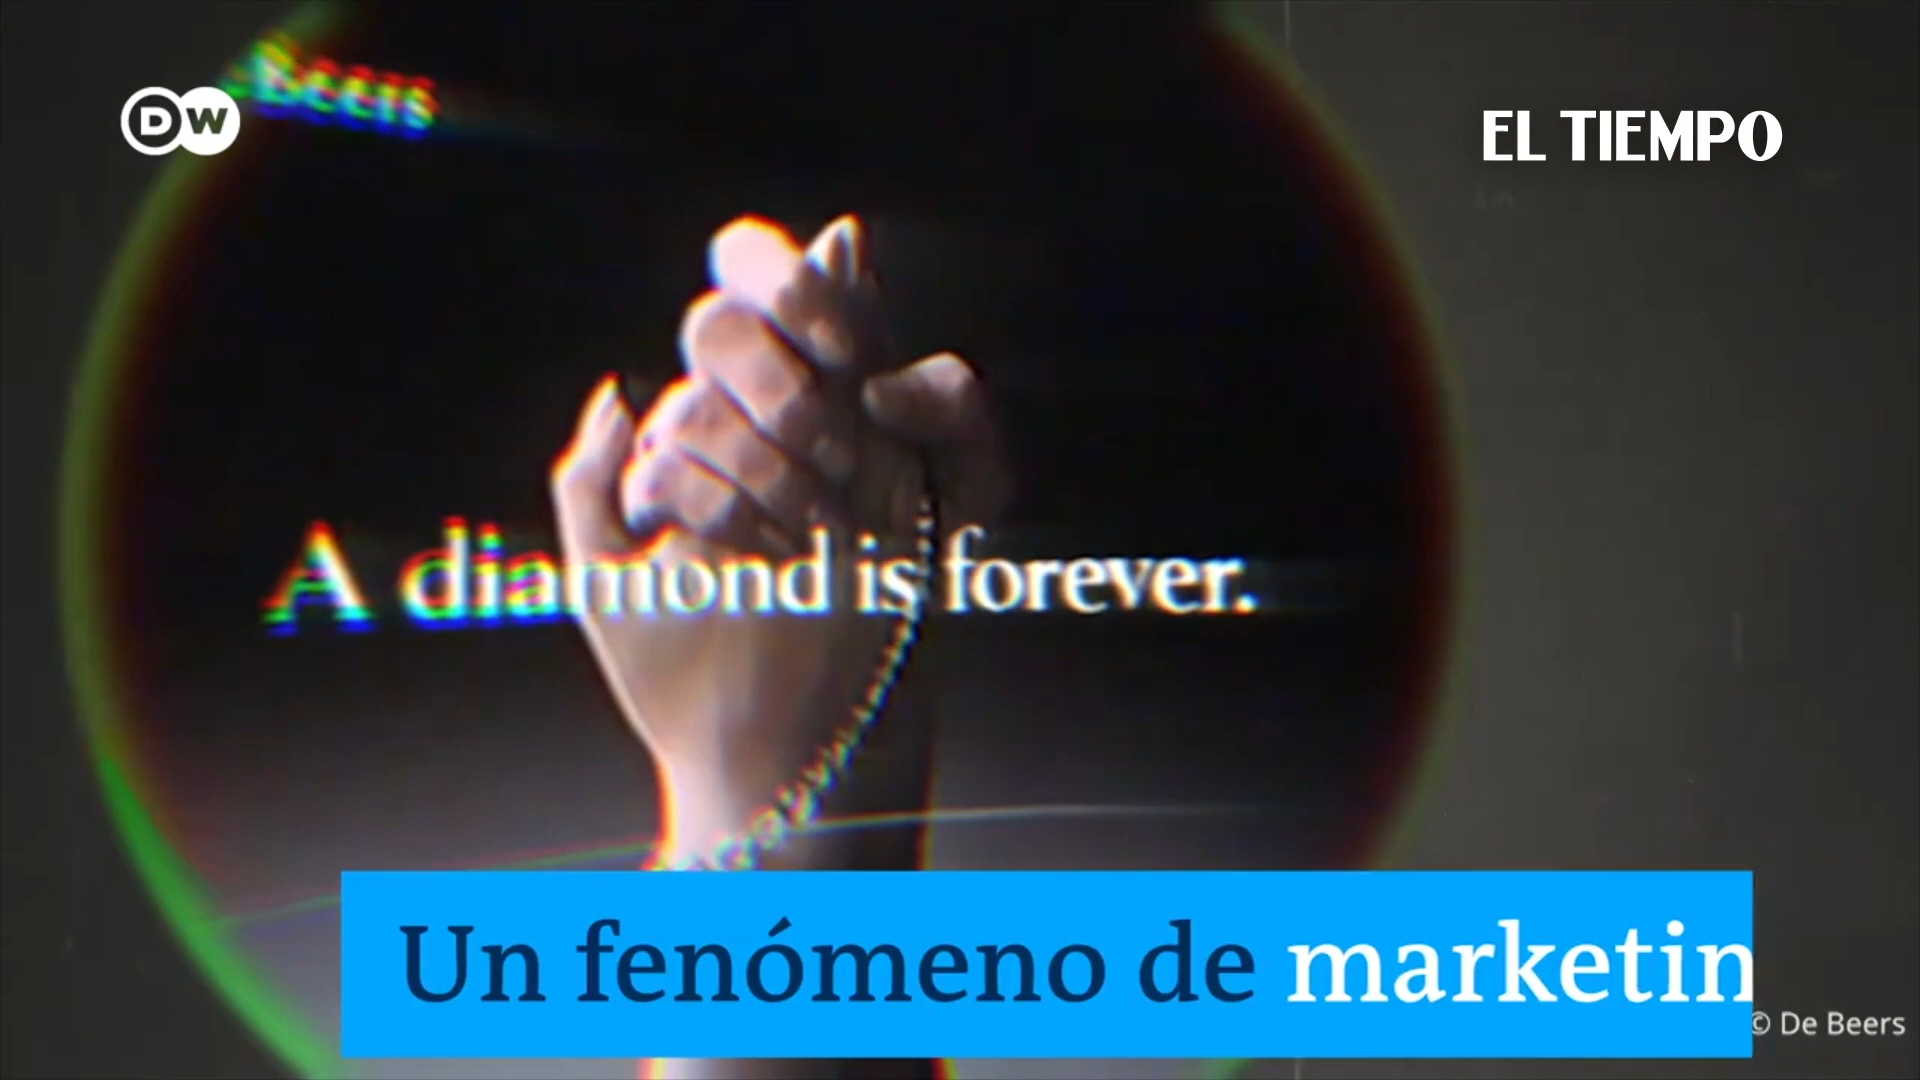 Beers
DW
EL TIEMPO
A diamond is forever.
Un fenómeno de marketin
© De Beers